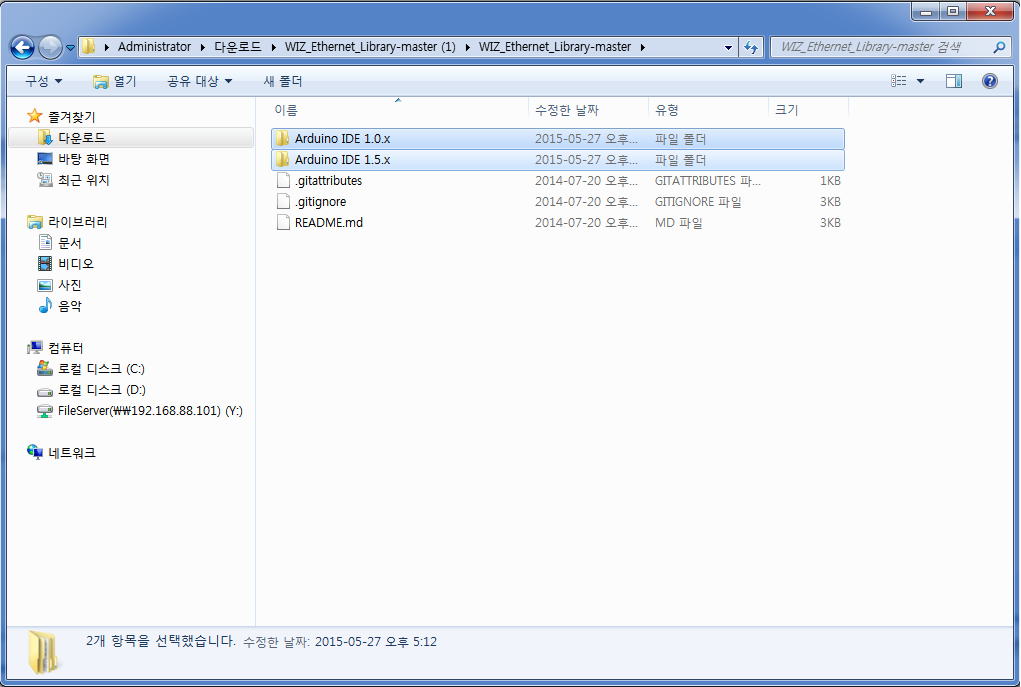 Administrator 다운로드 WIZ_Ethernet_Library-master (1) WIZ_Ethernet_Library-master
WIZ_Ethernet_Library-master 검색
구성 열기 공유 대상 새 폴더
즐겨찾기
다운로드
바탕 화면
최근 위치
라이브러리
문서
비디오
사진
음악
컴퓨터
로컬 디스크 (C:)
로컬 디스크 (D:)
FileServer(₩₩192.168.88.101) (Y:)
네트워크
이름 수정한 날짜 유형 크기
Arduino IDE 1.0.x 2015-05-27 오후... 파일 폴더
Arduino IDE 1.5.x 2015-05-27 오후... 파일 폴더
.gitattributes 2014-07-20 오후... GITATTRIBUTES 파... 1KB
.gitignore 2014-07-20 오후... GITIGNORE 파일 3KB
README.md 2014-07-20 오후... MD 파일 3KB
2개 항목을 선택했습니다. 수정한 날짜: 2015-05-27 오후 5:12